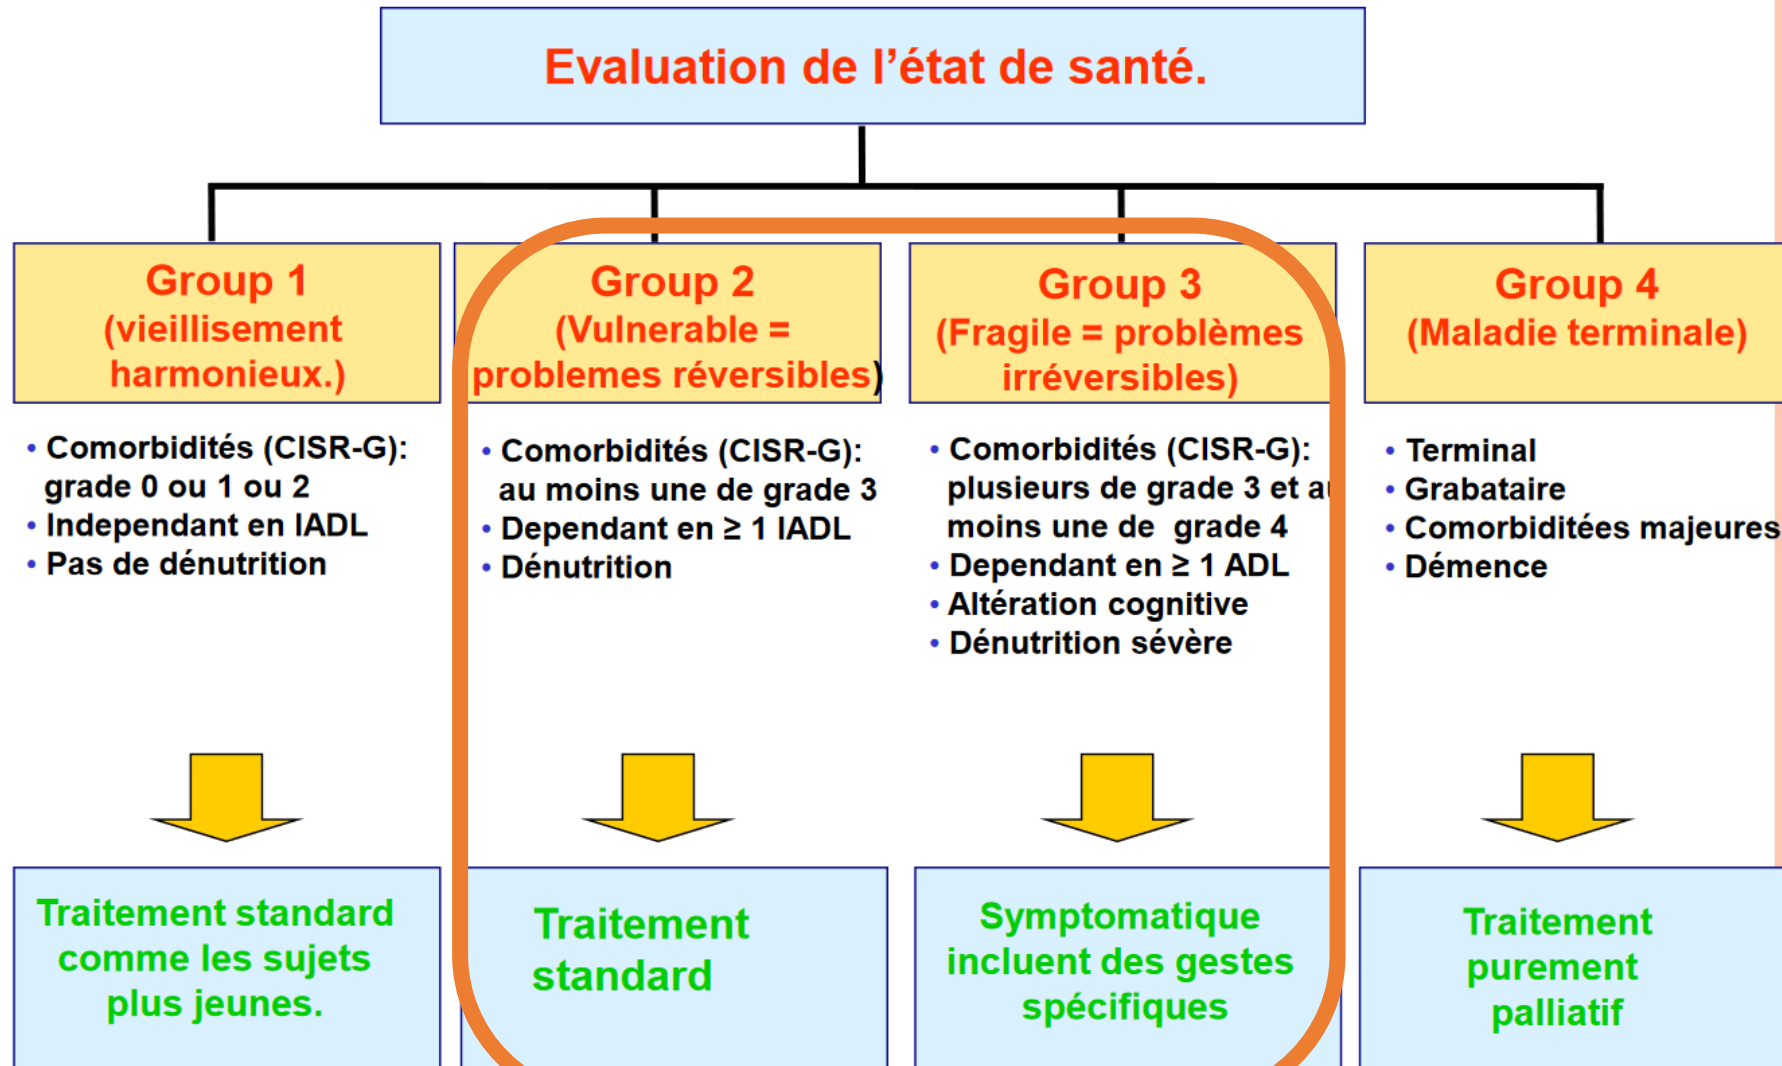 Evaluation de l’état de santé.
Group 1
(vieillisement
harmonieux.)
• Comorbidités (CISR-G):
grade 0 ou 1 ou 2
• Independant en IADL
• Pas de dénutrition
Traitement standard
comme les sujets
plus jeunes.
Group 2
(Vulnerable =
problemes réversibles)
• Comorbidités (CISR-G):
au moins une de grade 3
• Dependant en ≥ 1 IADL
• Dénutrition
Traitement
standard
Group 3
(Fragile = problèmes
irréversibles)
• Comorbidités (CISR-G):
plusieurs de grade 3 et au
moins une de grade 4
• Dependant en ≥ 1 ADL
• Altération cognitive
• Dénutrition sévère
Symptomatique
incluent des gestes
spécifiques
Group 4
(Maladie terminale)
• Terminal
• Grabataire
• Comorbiditées majeures
• Démence
Traitement
purement
palliatif